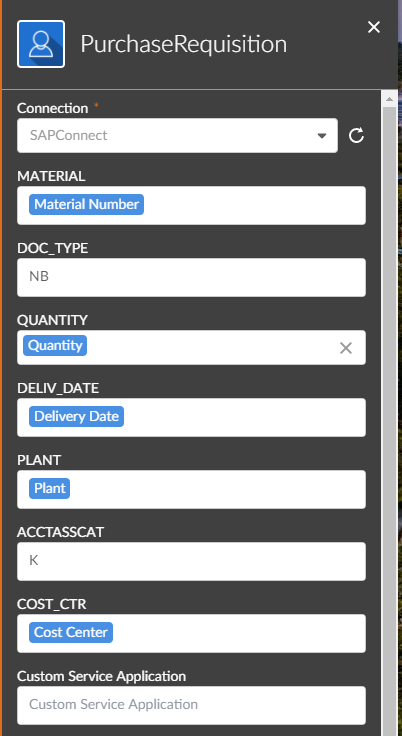 PurchaseRequisition
Connection *
SAPConnect
MATERIAL
Material Number
DOC_TYPE
NB
QUANTITY
Quantity
DELIV_DATE
Delivery Date
PLANT
Plant
ACCTASSCAT
K
COST_CTR
Cost Center
Custom Service Application
Custom Service Application